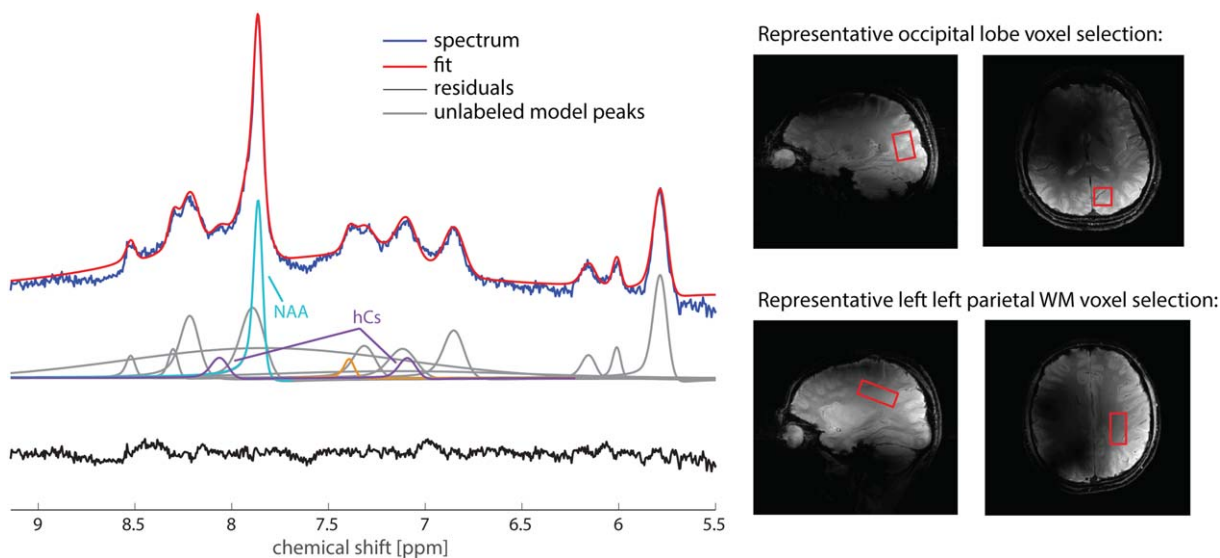 spectrum
fit
residuals
unlabeled model peaks
NAA
hCs
9 8.5 8 7.5 7 6.5 6 5.5
chemical shift [ppm]
Representative occipital lobe voxel selection:
Representative left left parietal WM voxel selection: